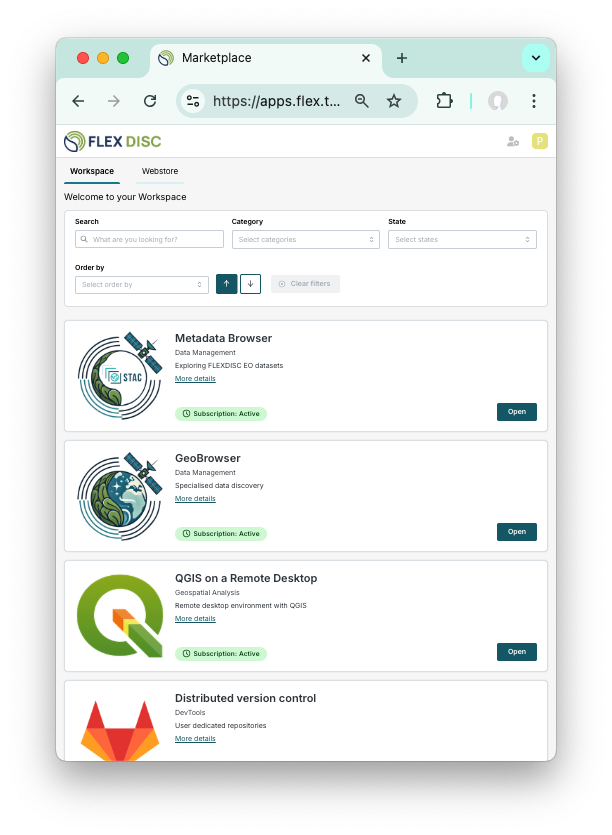 Marketplace
https://apps.flex.t...
FLEX DISC
P
Workspace Webstore
Welcome to your Workspace
Search Category State
What are you looking for? Select categories Select states
Order by
Select order by Clear filters
Metadata Browser
Data Management
Exploring FLEXDISC EO datasets
More details
STAC
Subscription: Active Open
GeoBrowser
Data Management
Specialised data discovery
More details
Subscription: Active Open
QGIS on a Remote Desktop
Geospatial Analysis
Remote desktop environment with QGIS
More details
Subscription: Active Open
Distributed version control
DevTools
User dedicated repositories
More details